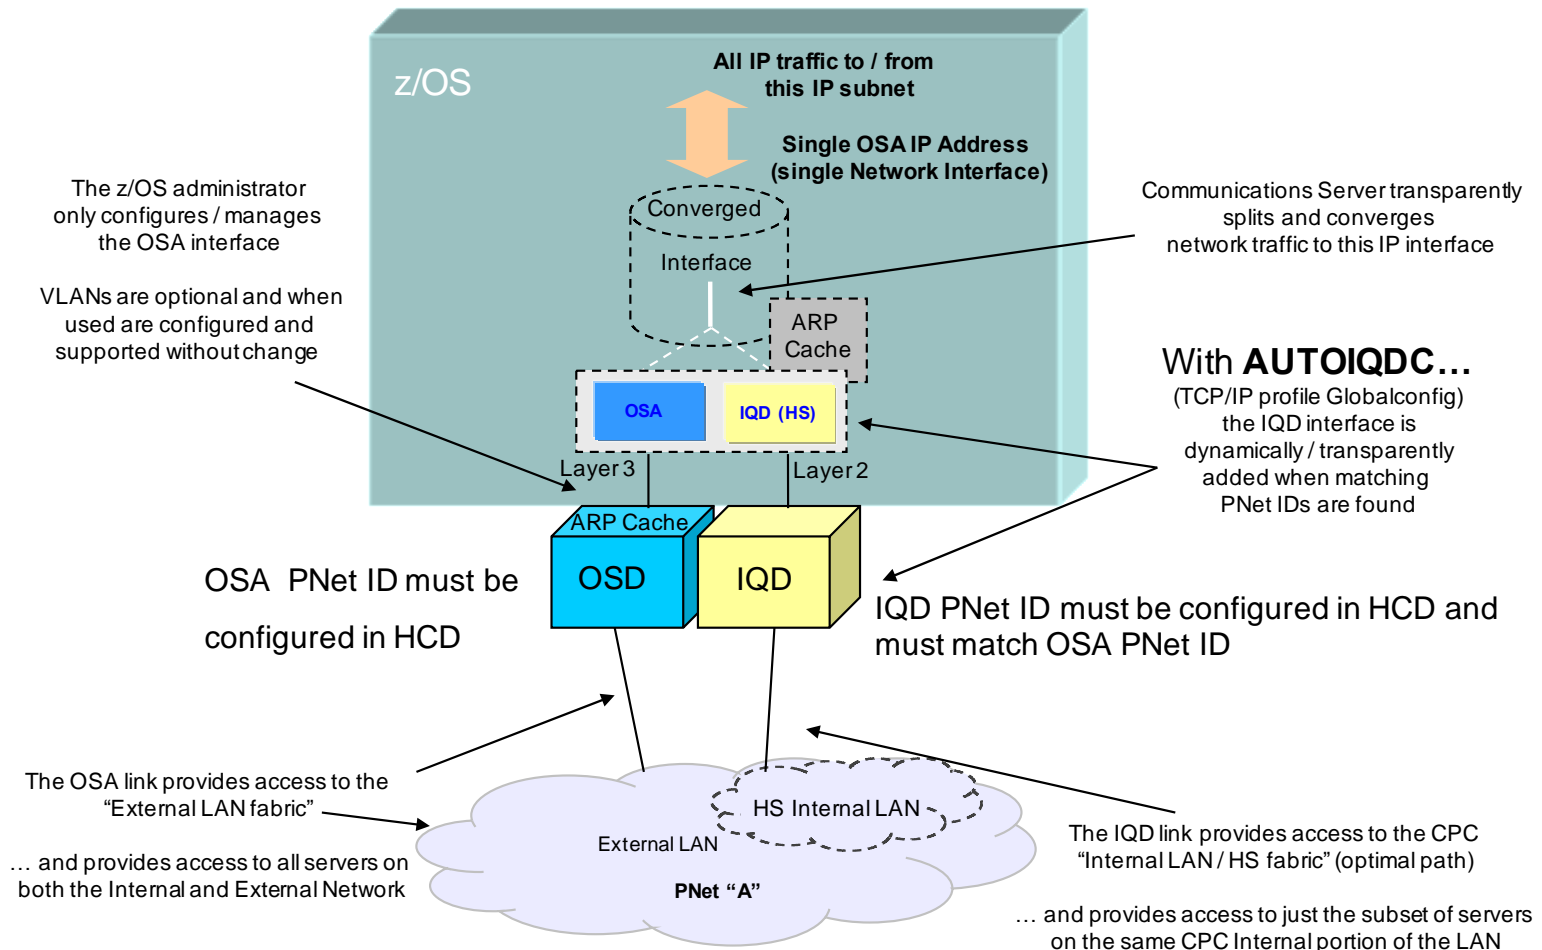 z/OS
All IP traffic to / from
this IP subnet
Single OSA IP Address
(single Network Interface)
The z/OS administrator
only configures / manages
the OSA interface
VLANs are optional and when
used are configured and
supported without change
Converged
Interface
Communications Server transparently
splits and converges
network traffic to this IP interface
ARP
Cache
With AUTOIQDC…
(TCP/IP profile Globalconfig)
the IQD interface is
dynamically / transparently
added when matching
PNet IDs are found
OSA
IQD (HS)
Layer 3
Layer 2
ARP Cache
OSD
IQD
OSA PNet ID must be
configured in HCD
IQD PNet ID must be configured in HCD and
must match OSA PNet ID
The OSA link provides access to the
“External LAN fabric”
… and provides access to all servers on
both the Internal and External Network
HS Internal LAN
External LAN
PNet “A”
The IQD link provides access to the CPC
“Internal LAN / HS fabric” (optimal path)
… and provides access to just the subset of servers
on the same CPC Internal portion of the LAN